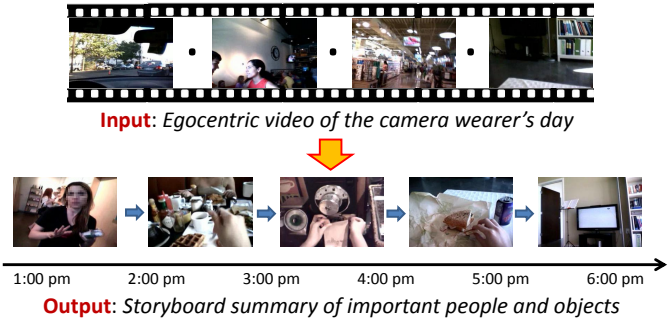 Input: Egocentric video of the camera wearer's day
1:00 pm 2:00 pm 3:00 pm 4:00 pm 5:00 pm 6:00 pm
Output: Storyboard summary of important people and objects